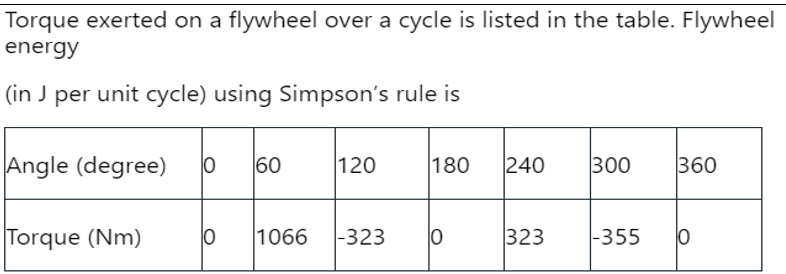 Torque exerted on a flywheel over a cycle is listed in the table. Flywheel
energy
(in J per unit cycle) using Simpson’s rule is
Angle (degree) 0 60 120 180 240 300 360
Torque (Nm) 0 1066 -323 0 323 -355 0